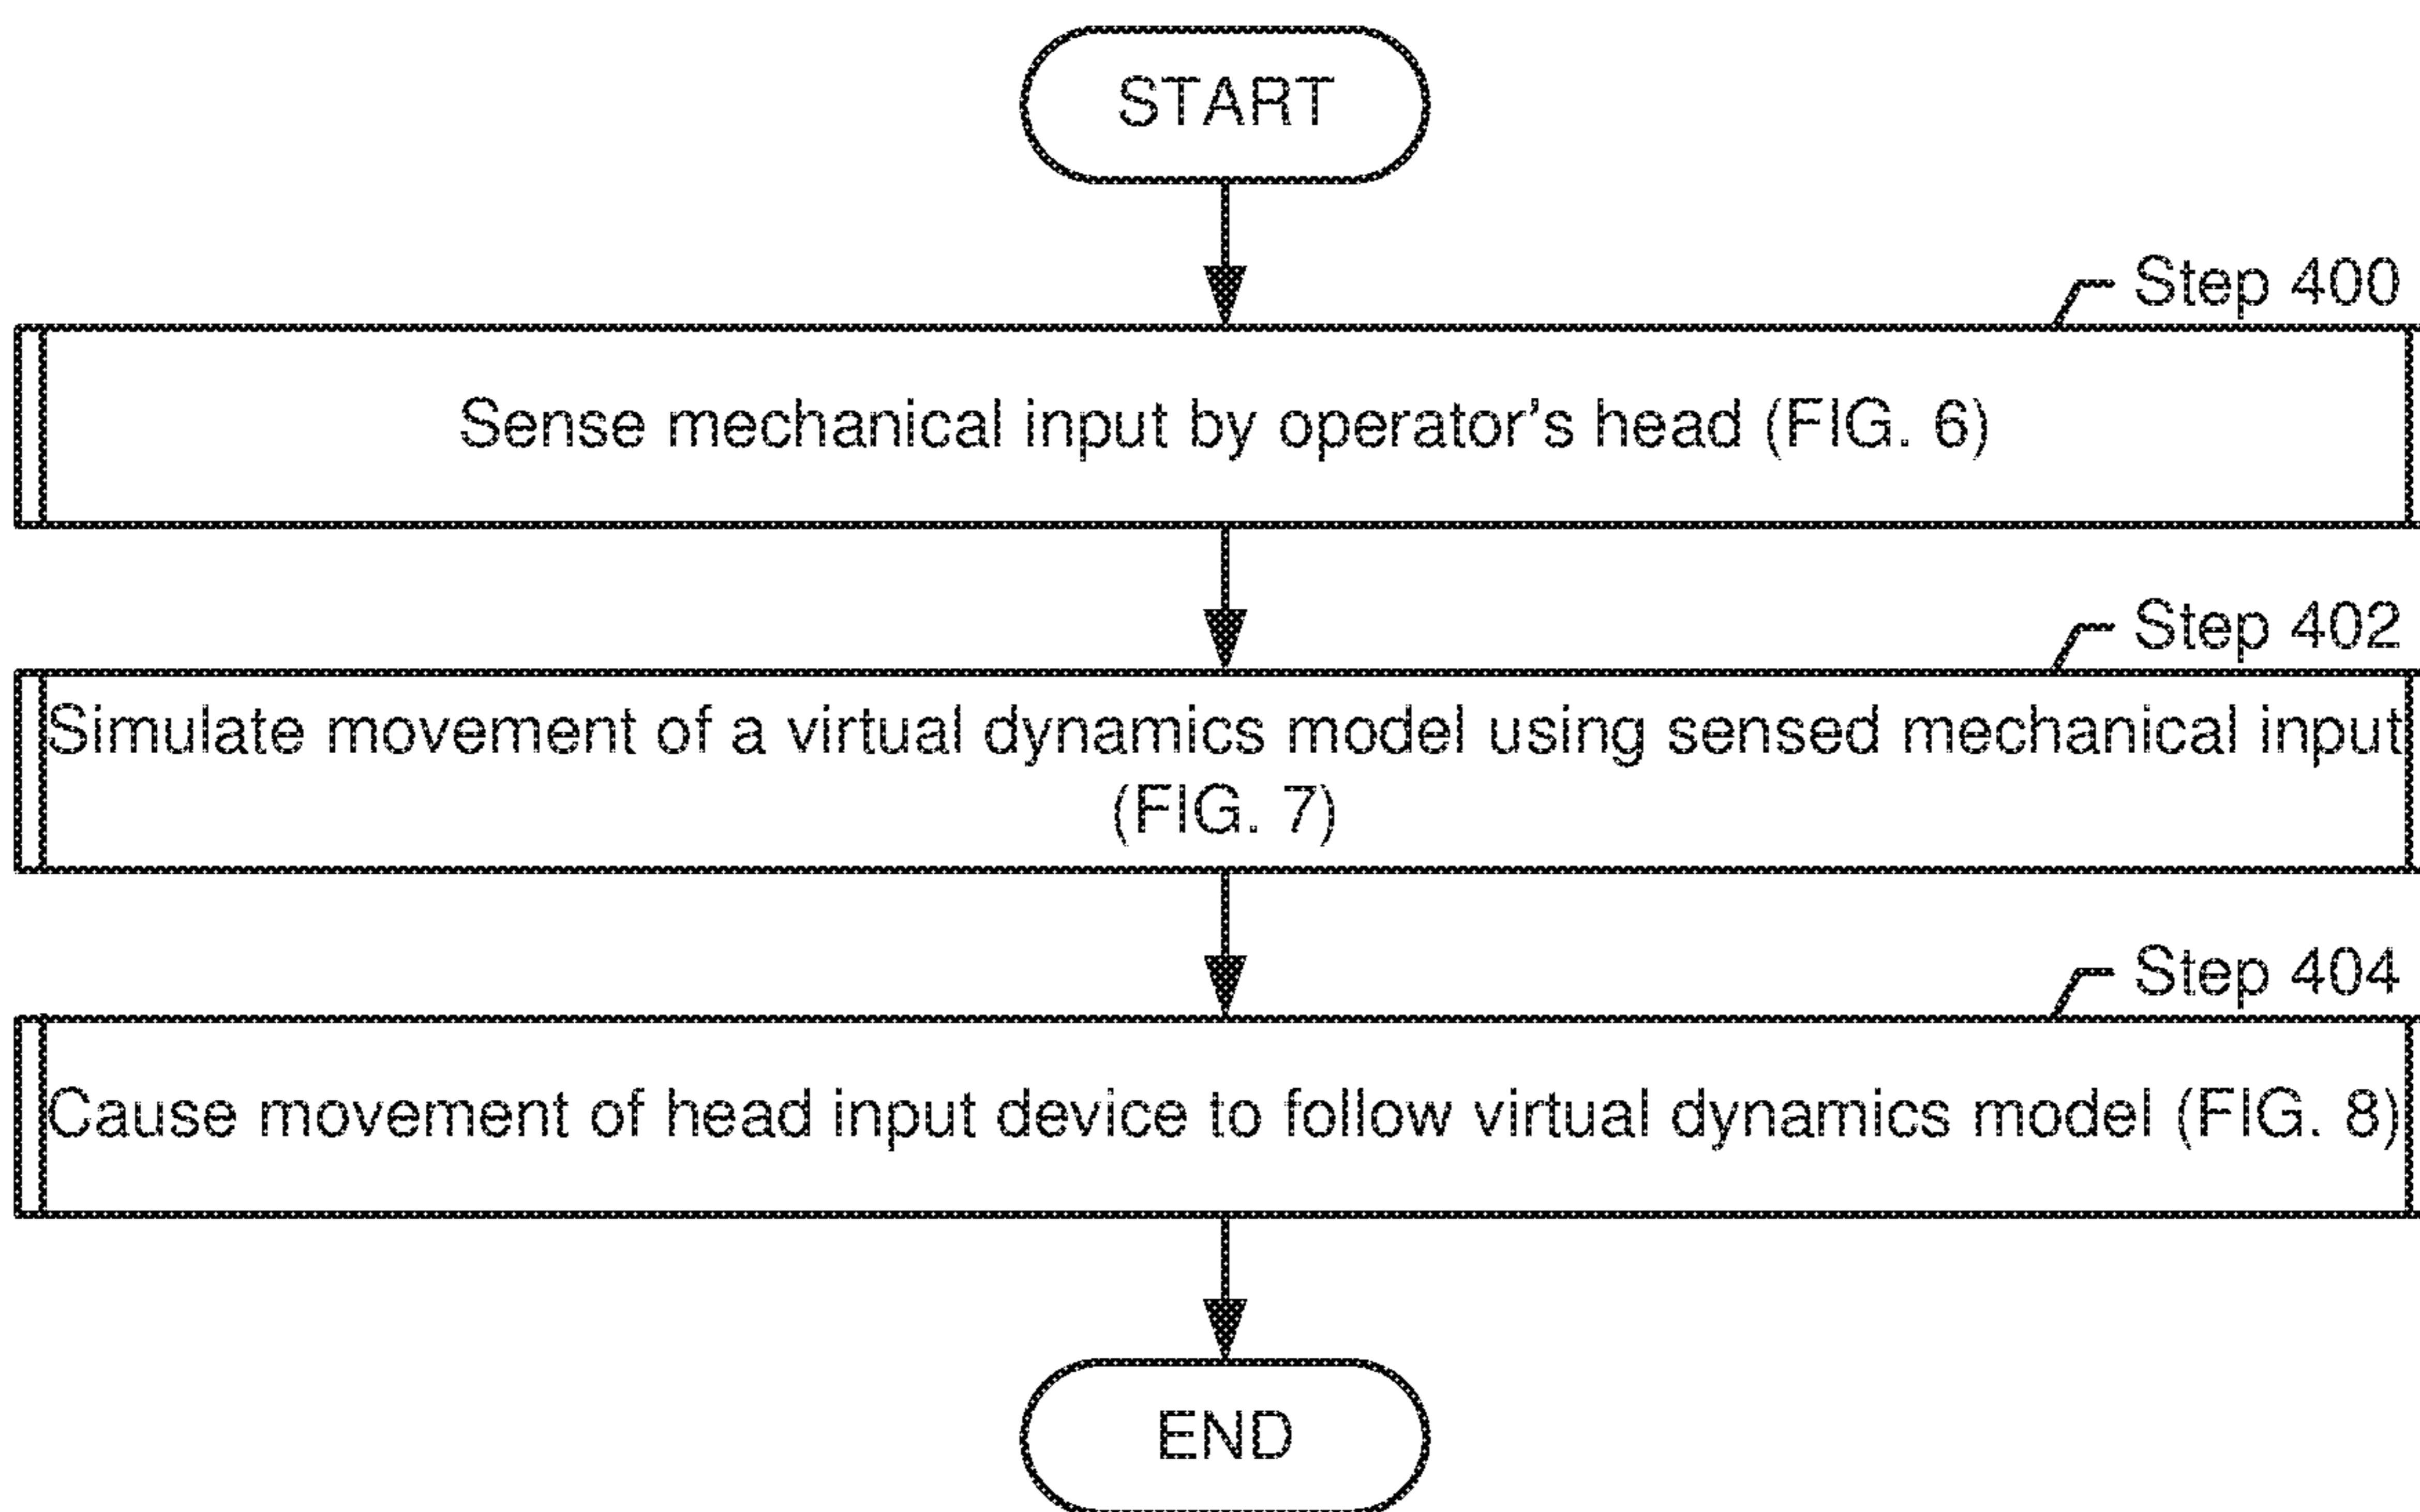 START
Step 400
Sense mechanical input by operator's head (FIG. 6)
Step 402
Simulate movement of a virtual dynamics model using sensed mechanical input
(FIG. 7)
Step 404
Cause movement of head input device to follow virtual dynamics model (FIG. 8)
END